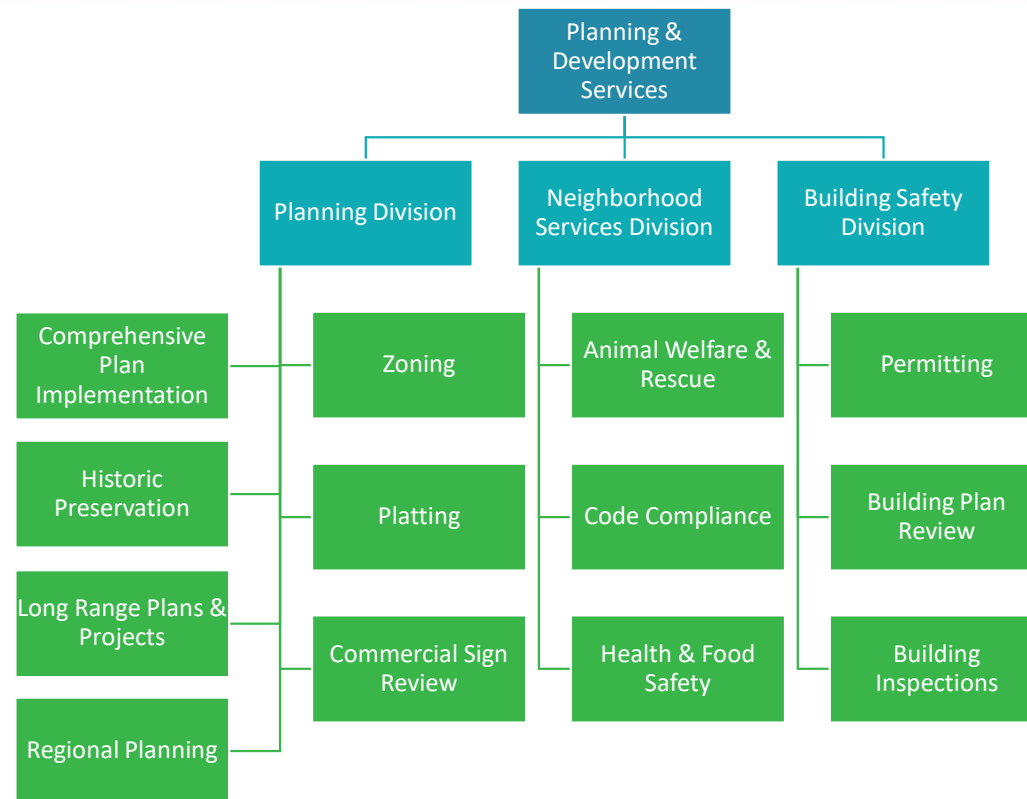 Planning &
Development
Services
Planning Division
Neighborhood
Services Division
Building Safety
Division
Comprehensive
Plan
Implementation
Historic
Preservation
Long Range Plans &
Projects
Regional Planning
Zoning
Platting
Commercial Sign
Review
Animal Welfare &
Rescue
Code Compliance
Health & Food
Safety
Permitting
Building Plan
Review
Building
Inspections